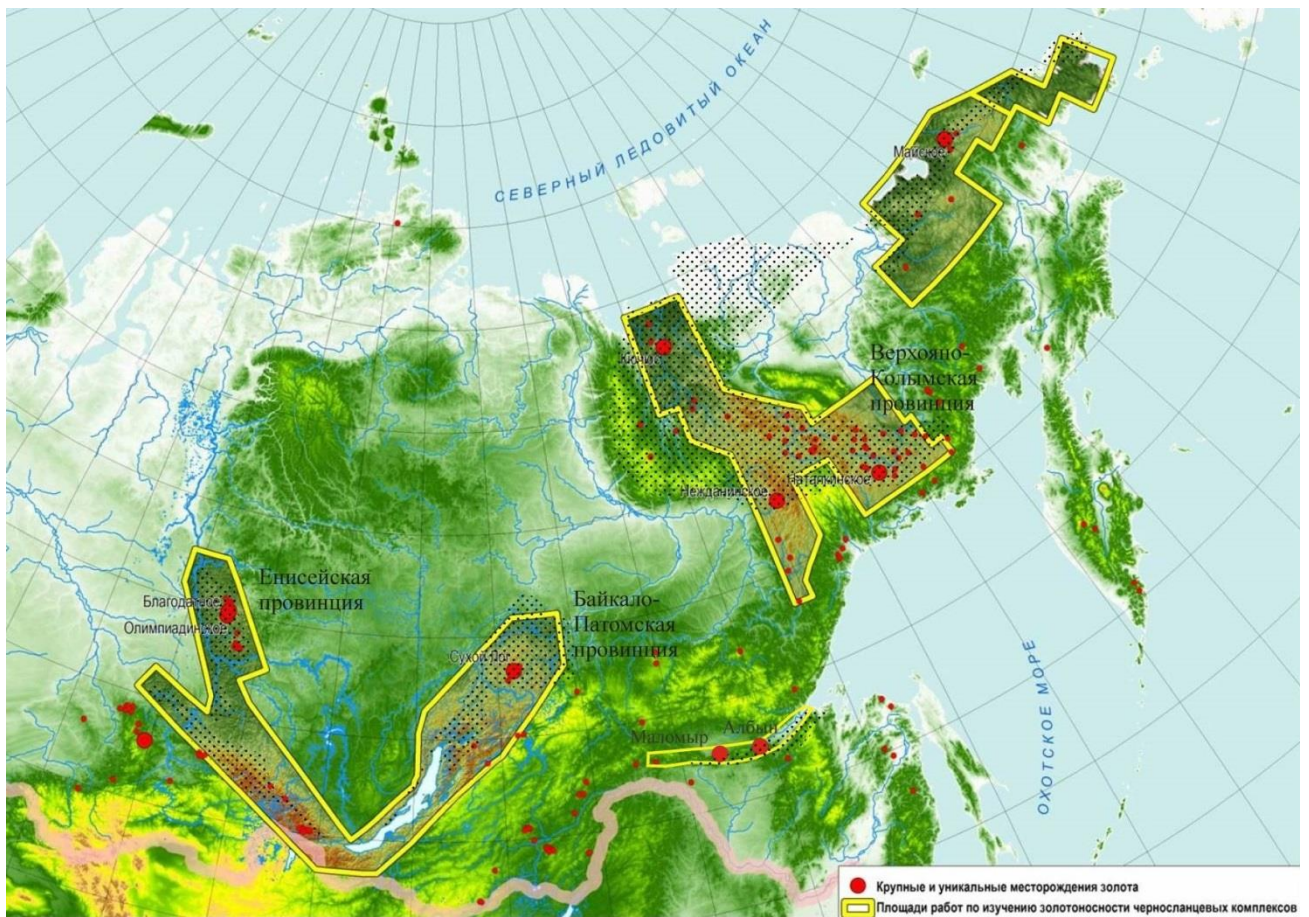 СЕВЕРНЫЙ ЛЕДОВИТЫЙ ОКЕАН
Майское
Верхояно-
Колымская
провинция
Нежданинское
Наталкинское
Енисейская
провинция
Благодатное
Олимпиадинское
Байкало-
Патомская
провинция
Сухой Лог
Маломыр
Албын
ОХОТСКОЕ МОРЕ
Крупные и уникальные месторождения золота
Площади работ по изучению золотоносности черносланцевых комплексов